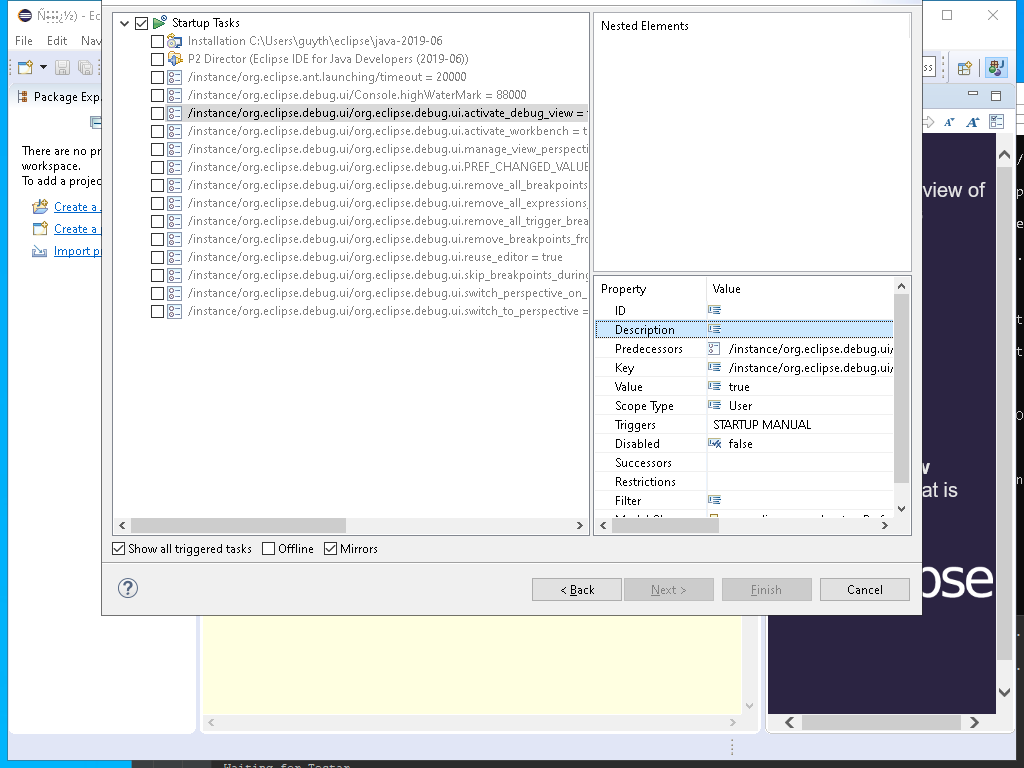 File Edit Nav
Package Exp
There are no pr
workspace.
To add a projec
Create a
Create a
Import p
Startup Tasks
Installation C:\Users\guyth\eclipse\java-2019-06
P2 Director (Eclipse IDE for Java Developers (2019-06))
/instance/org.eclipse.ant.launching/timeout = 20000
/instance/org.eclipse.debug.ui/Console.highWaterMark = 88000
/instance/org.eclipse.debug.ui/org.eclipse.debug.ui.activate_debug_view = t
/instance/org.eclipse.debug.ui/org.eclipse.debug.ui.activate_workbench = t
/instance/org.eclipse.debug.ui/org.eclipse.debug.ui.manage_view_perspecti
/instance/org.eclipse.debug.ui/org.eclipse.debug.ui.PREF_CHANGED_VALUE
/instance/org.eclipse.debug.ui/org.eclipse.debug.ui.remove_all_breakpoints
/instance/org.eclipse.debug.ui/org.eclipse.debug.ui.remove_all_expressions_
/instance/org.eclipse.debug.ui/org.eclipse.debug.ui.remove_all_trigger_brea
/instance/org.eclipse.debug.ui/org.eclipse.debug.ui.remove_breakpoints_fro
/instance/org.eclipse.debug.ui/org.eclipse.debug.ui.reuse_editor = true
/instance/org.eclipse.debug.ui/org.eclipse.debug.ui.skip_breakpoints_during
/instance/org.eclipse.debug.ui/org.eclipse.debug.ui.switch_perspective_on_
/instance/org.eclipse.debug.ui/org.eclipse.debug.ui.switch_to_perspective =
Nested Elements
Property Value
ID
Description
Predecessors /instance/org.eclipse.debug.ui/
Key /instance/org.eclipse.debug.ui/
Value true
Scope Type User
Triggers STARTUP MANUAL
Disabled false
Successors
Restrictions
Filter
Show all triggered tasks Offline Mirrors
< Back Next > Finish Cancel
ss
view of
w
at is
pse
Waiting for Testar